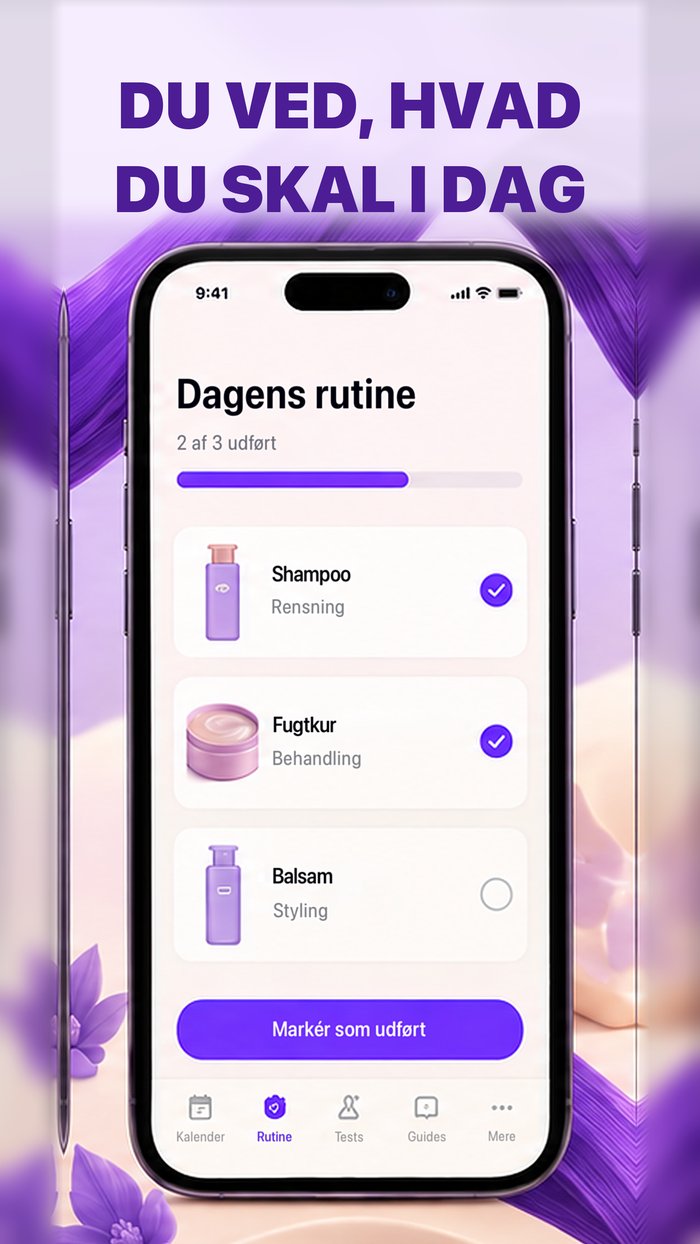 DU VED, HVAD
DU SKAL I DAG
9:41
Dagens rutine
2 af 3 udført
Shampoo
Rensning
Fugtkur
Behandling
Balsam
Styling
Markér som udført
Kalender
Rutine
Tests
Guides
Mere